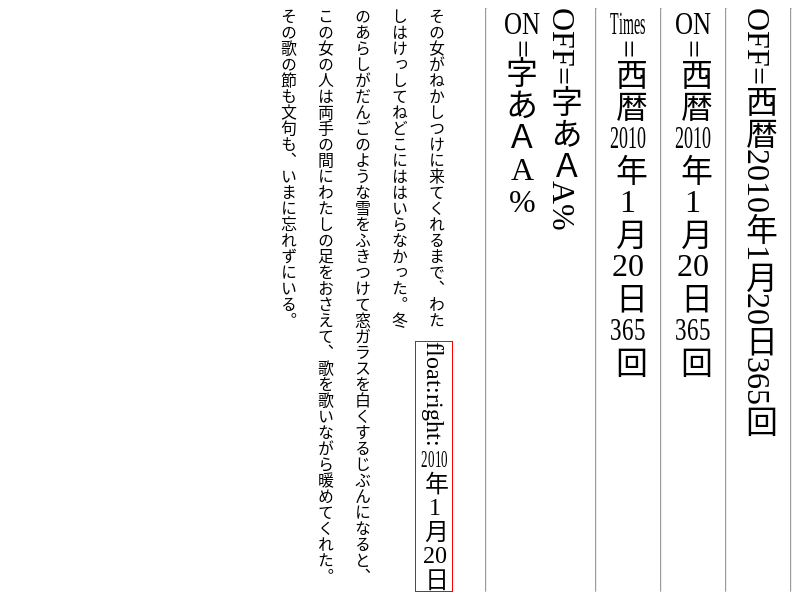 OFF=西暦2010年1月20日365回
ON=西暦2010年1月20日365回
Times=西暦2010年1月20日365回
OFF=字あＡA%
ON=字あＡA%
その女がねかしつけに来てくれるまで、わた
しはけっしてねどこにははいらなかった。冬
float:right:2010年1月20日
のあらしがだんごのような雪をふきつけて窓ガラスを白くするじぶんになると、
この女の人は両手の間にわたしの足をおさえて、歌を歌いながら暖めてくれた。
その歌の節も文句も、いまに忘れずにいる。